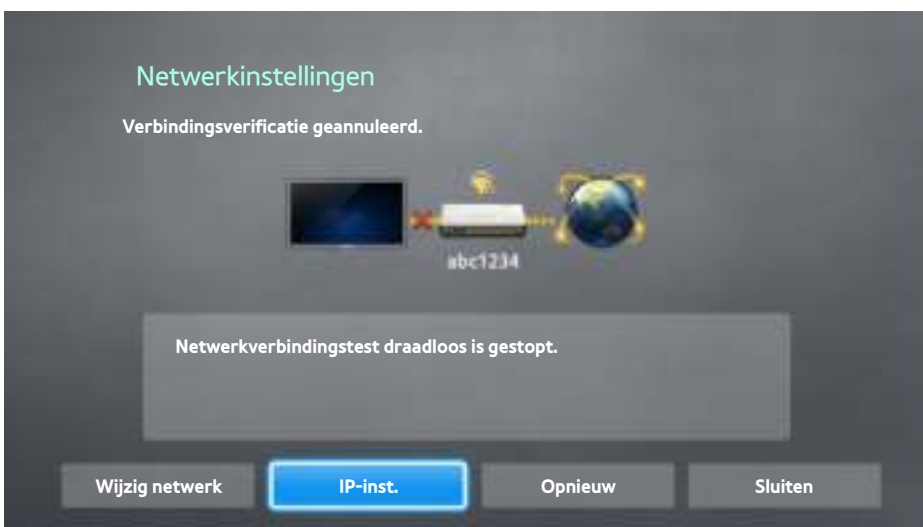 Netwerkinstellingen
Verbindingsverificatie geannuleerd.
abc1234
Netwerkverbindingstest draadloos is gestopt.
Wijzig netwerk
IP-inst.
Opnieuw
Sluiten